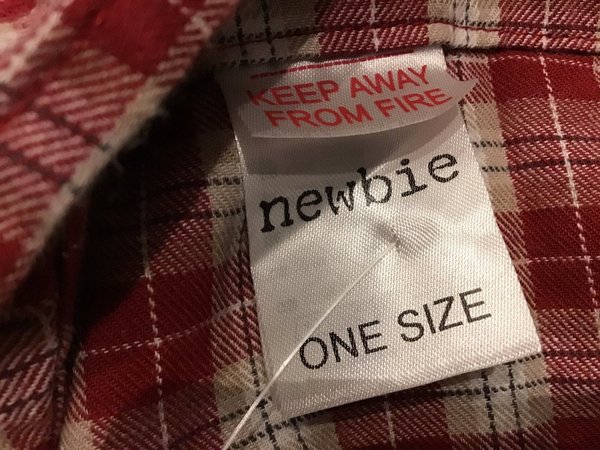 KEEP AWAY
FROM FIRE
newbie
ONE SIZE